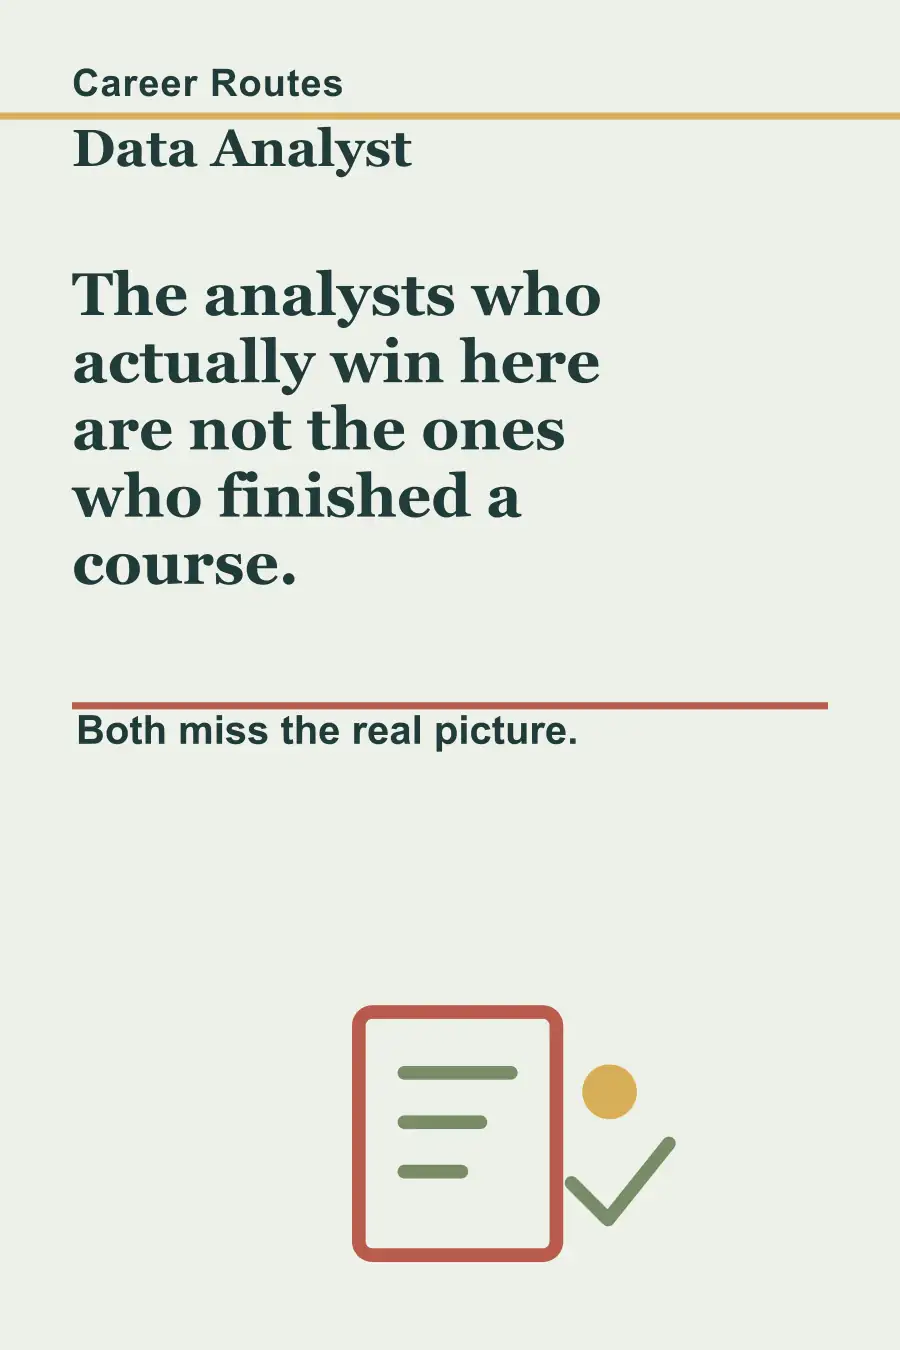 Career Routes
Data Analyst
The analysts who
actually win here
are not the ones
who finished a
course.
Both miss the real picture.